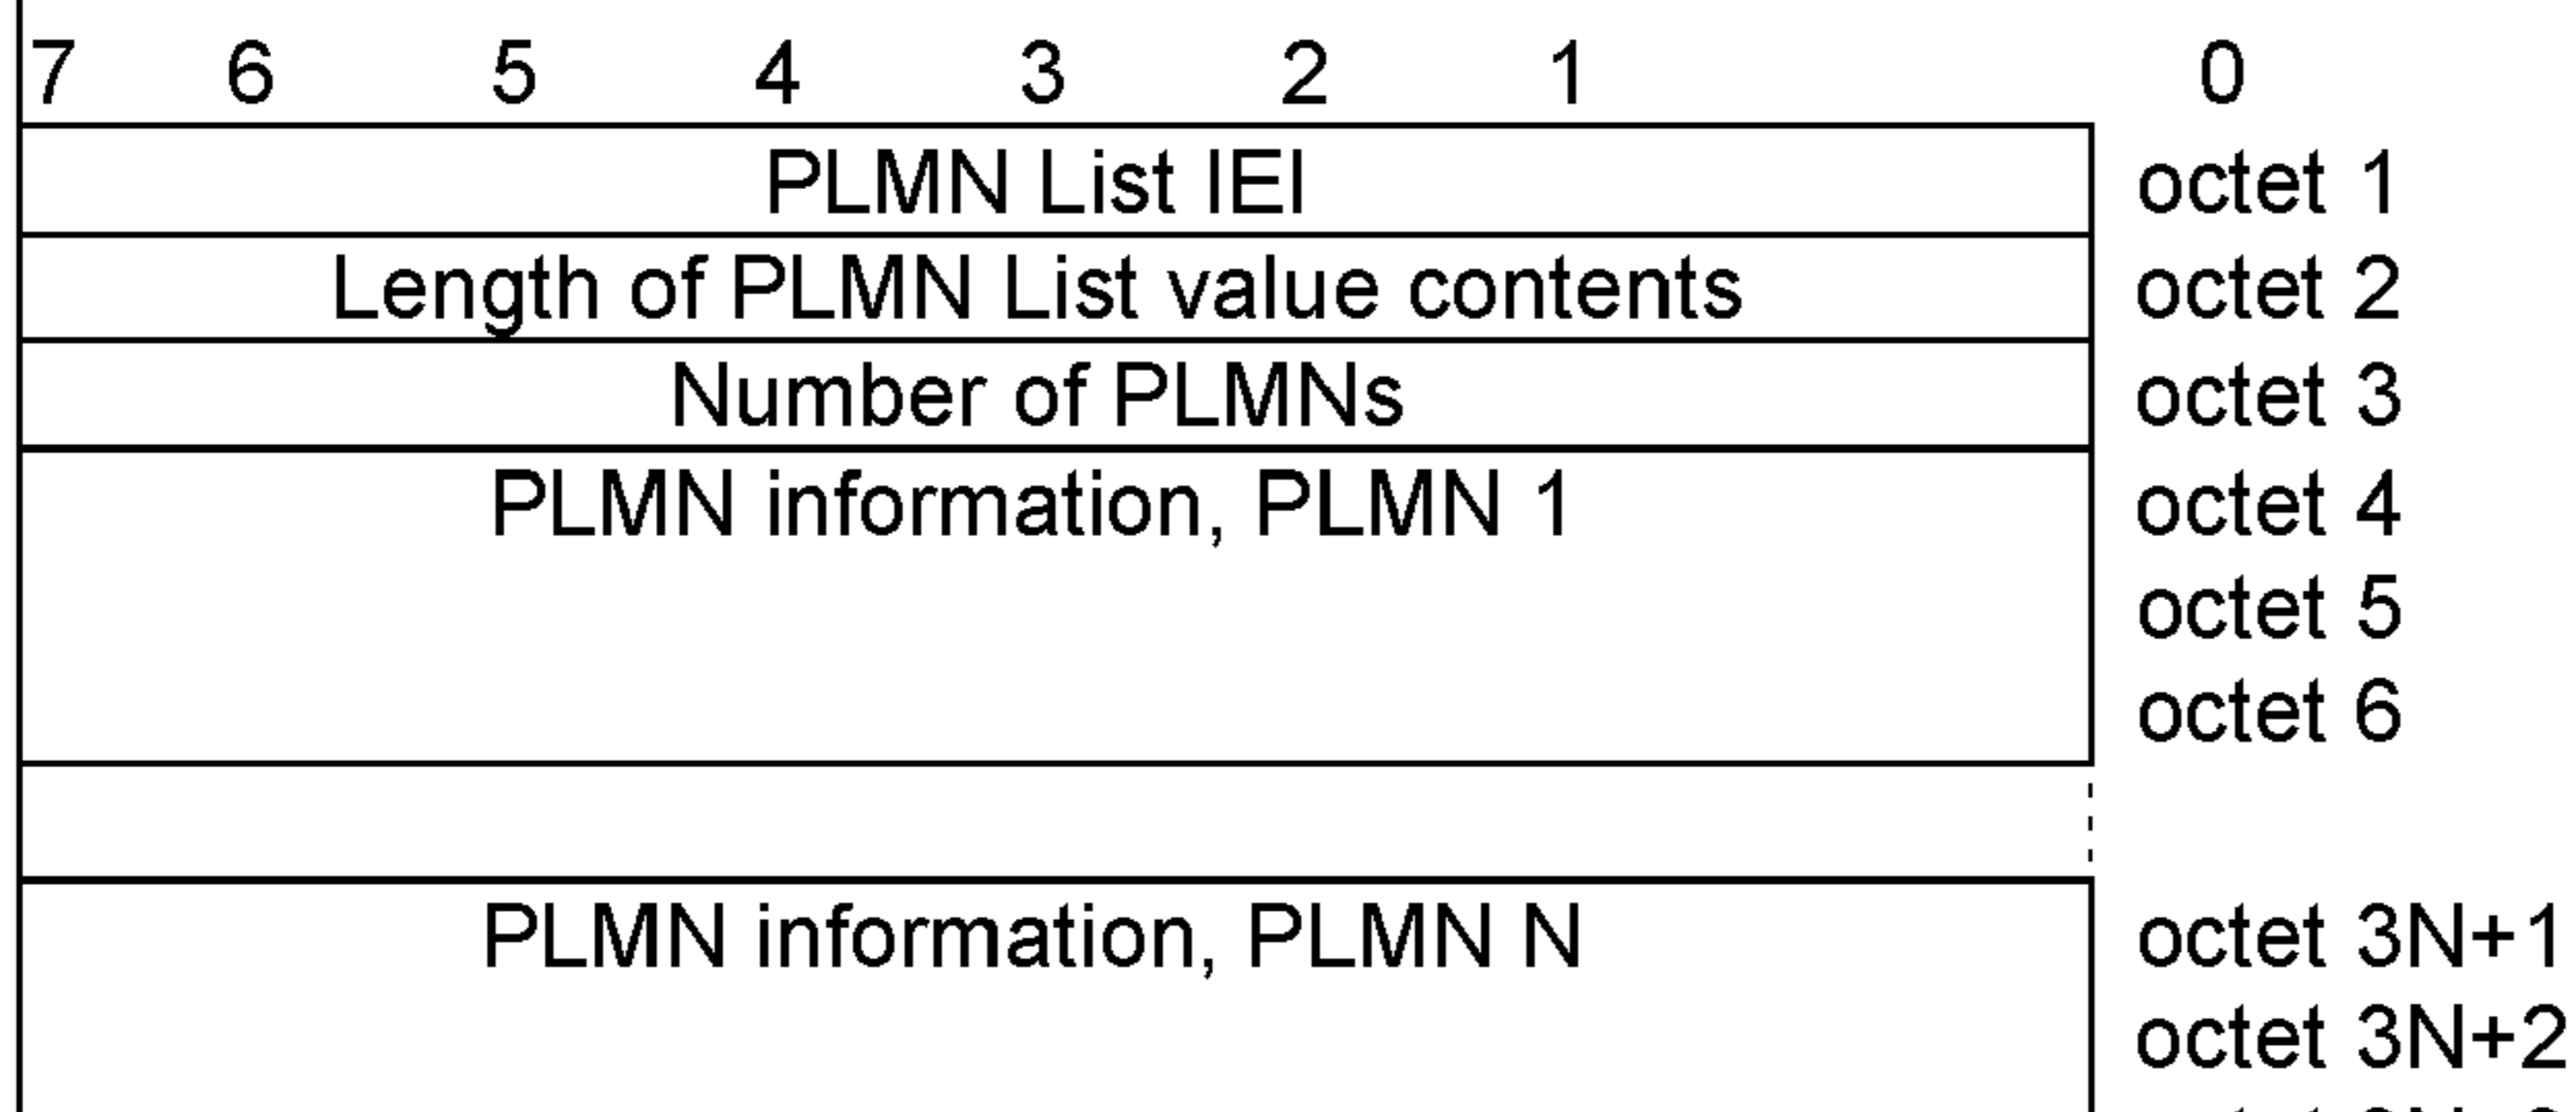 7 6 5 4 3 2 1 0
PLMN List IEI octet 1
Length of PLMN List value contents octet 2
Number of PLMNs octet 3
PLMN information, PLMN 1 octet 4
octet 5
octet 6
PLMN information, PLMN N octet 3N+1
octet 3N+2